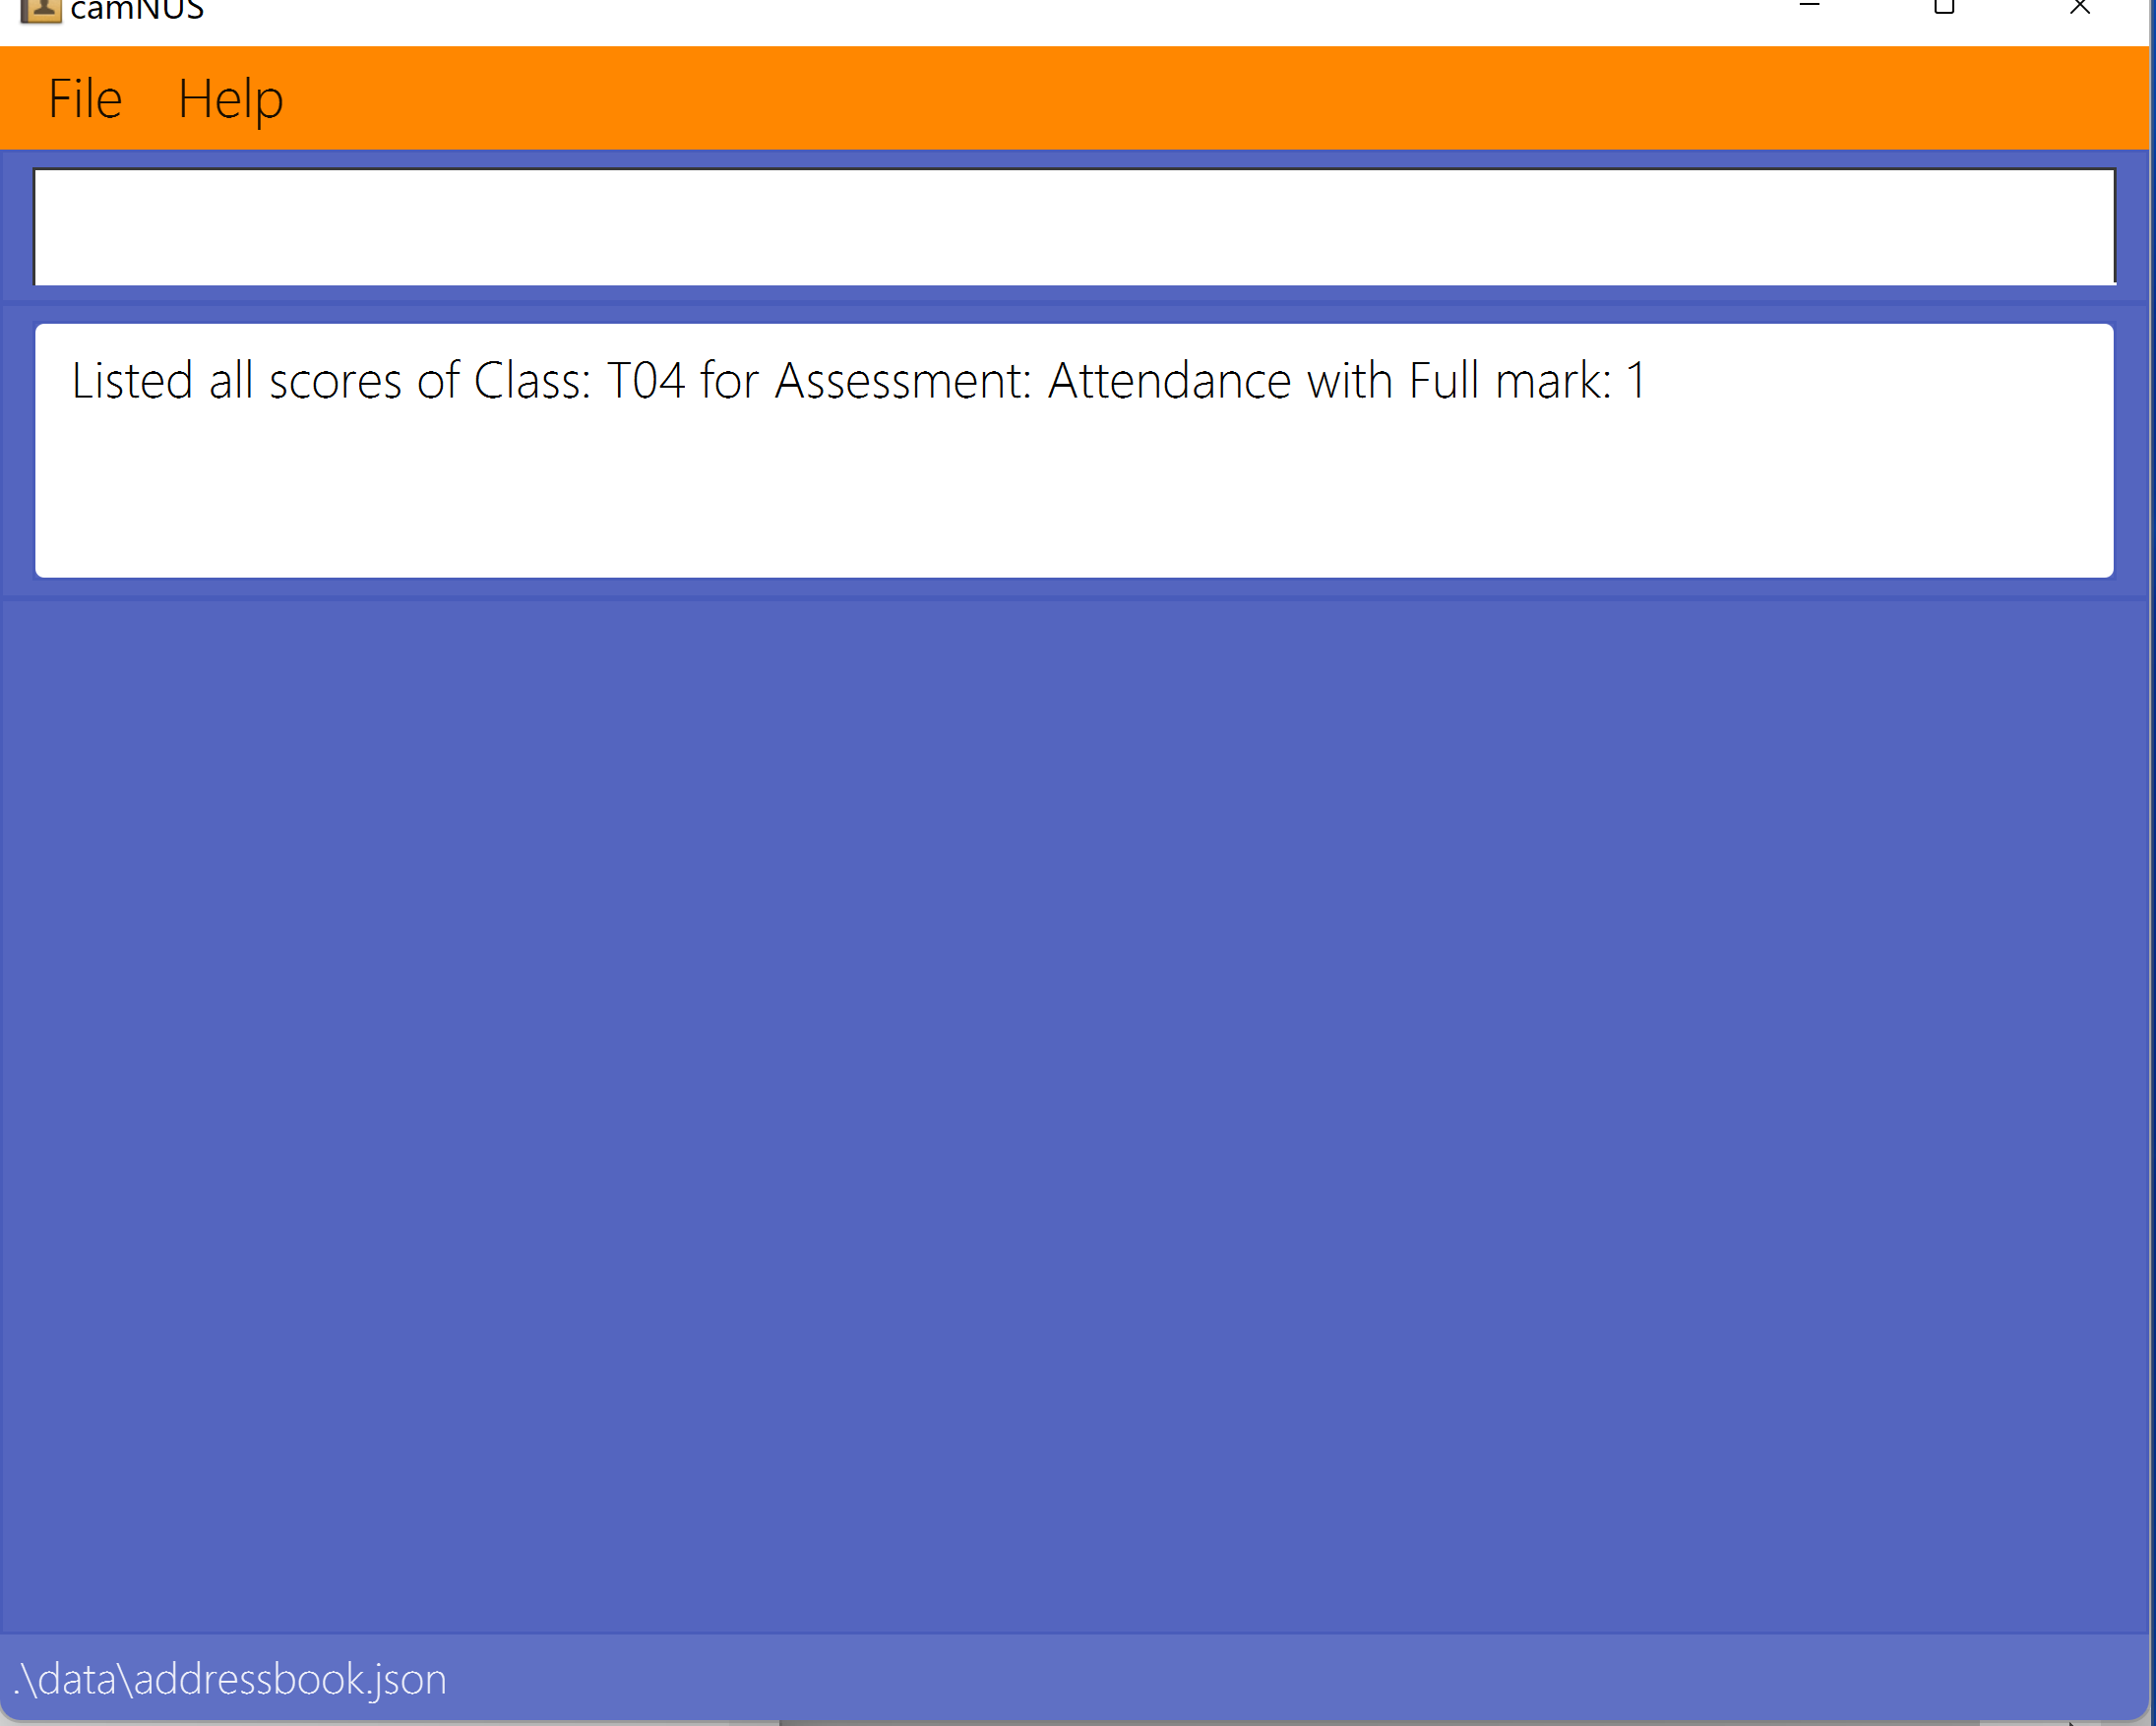 camNUS
File Help
Listed all scores of Class: T04 for Assessment: Attendance with Full mark: 1
.\data\addressbook.json